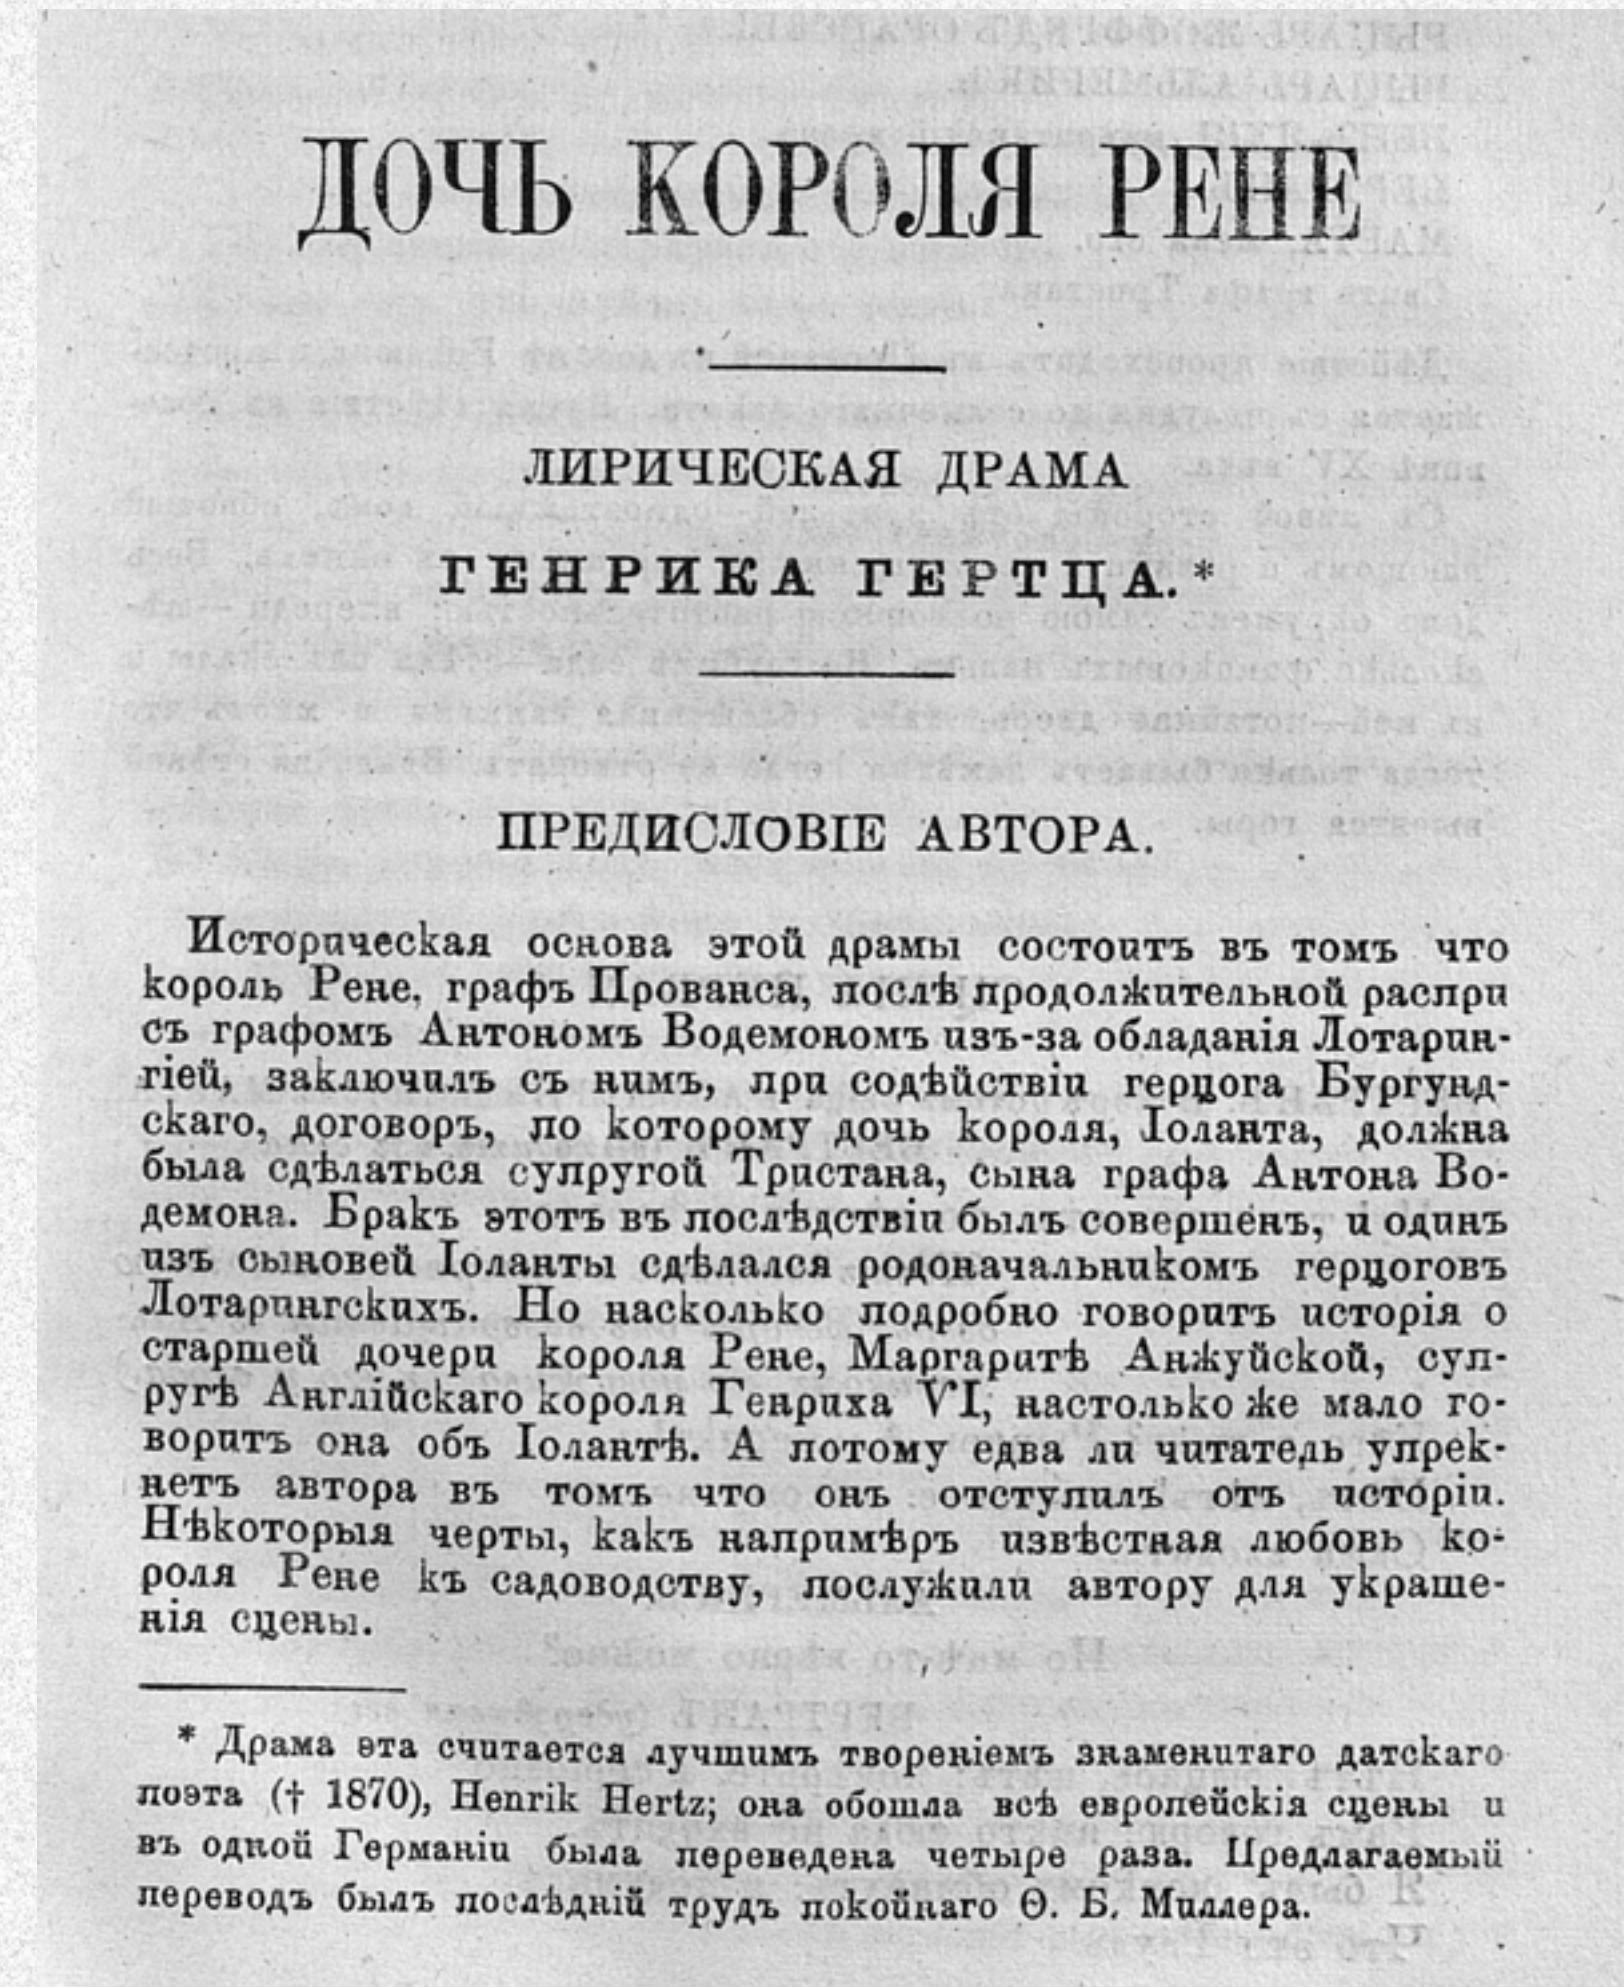 ДОЧЬ КОРОЛЯ РЕНЕ
ЛИРИЧЕСКАЯ ДРАМА
ГЕНРИКА ГЕРТЦА.*
ПРЕДИСЛОВІЕ АВТОРА.
Историческая основа этой драмы состоитъ въ томъ что
король Рене, графъ Прованса, послѣ продолжительной распри
съ графомъ Антономъ Водемономъ изъ-за обладанія Лотарин-
гіей, заключилъ съ нимъ, при содѣйствіи герцога Бургунд-
скаго, договоръ, по которому дочь короля, Іоланта, должна
была сдѣлаться супругой Тристана, сына графа Антона Во-
демона. Бракъ этотъ въ послѣдствіи былъ совершенъ, и одинъ
изъ сыновей Іоланты сдѣлался родоначальникомъ герцоговъ
Лотарингскихъ. Но насколько подробно говоритъ исторія о
старшей дочери короля Рене, Маргаритѣ Анжуйской, суп-
ругѣ Англійскаго короля Генриха VI, настолько же мало го-
воритъ она объ Іолантѣ. А потому едва ли читатель упрек-
нетъ автора въ томъ что онъ отступилъ отъ исторіи.
Нѣкоторыя черты, какъ напримѣръ извѣстная любовь ко-
роля Рене къ садоводству, послужили автору для украше-
нія сцены.
* Драма эта считается лучшимъ твореніемъ знаменитаго датскаго
поэта († 1870), Henrik Hertz; она обошла всѣ европейскія сцены и
въ одной Германіи была переведена четыре раза. Предлагаемый
переводъ былъ послѣдній трудъ покойнаго Ѳ. Б. Миллера.